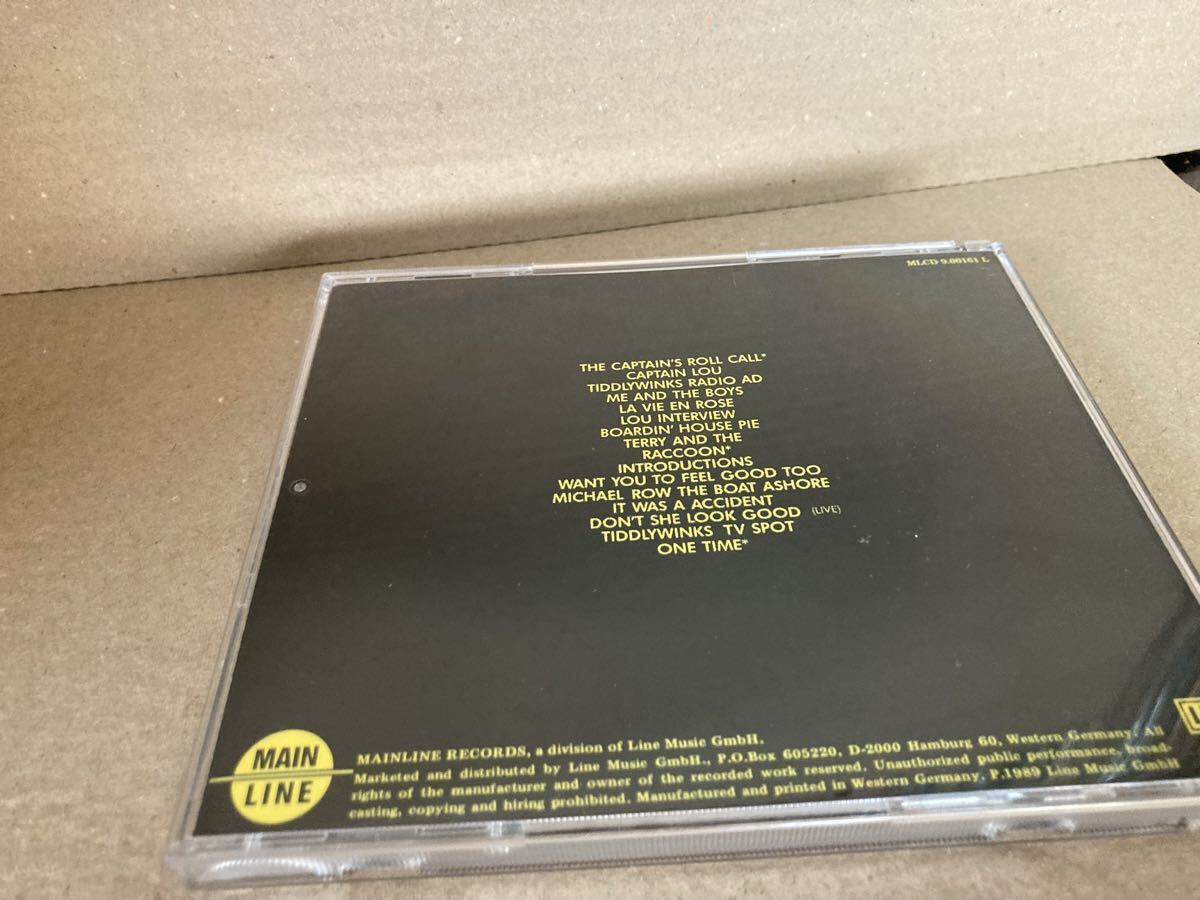 MLCD 9.00161 L
THE CAPTAIN'S ROLL CALL*
CAPTAIN LOU
TIDDLYWINKS RADIO AD
ME AND THE BOYS
LA VIE EN ROSE
LOU INTERVIEW
BOARDIN' HOUSE PIE
TERRY AND THE
RACCOON*
INTRODUCTIONS
WANT YOU TO FEEL GOOD TOO
MICHAEL ROW THE BOAT ASHORE
IT WAS A ACCIDENT
DON'T SHE LOOK GOOD (LIVE)
TIDDLYWINKS TV SPOT
ONE TIME*
MAIN
LINE
MAINLINE RECORDS, a division of Line Music GmbH.
Marketed and distributed by Line Music GmbH., P.O.Box 605220, D-2000 Hamburg 60, Western Germany. All
rights of the manufacturer and owner of the recorded work reserved. Unauthorized public performance, broad-
casting, copying and hiring prohibited. Manufactured and printed in Western Germany. P.1989 Line Music GmbH